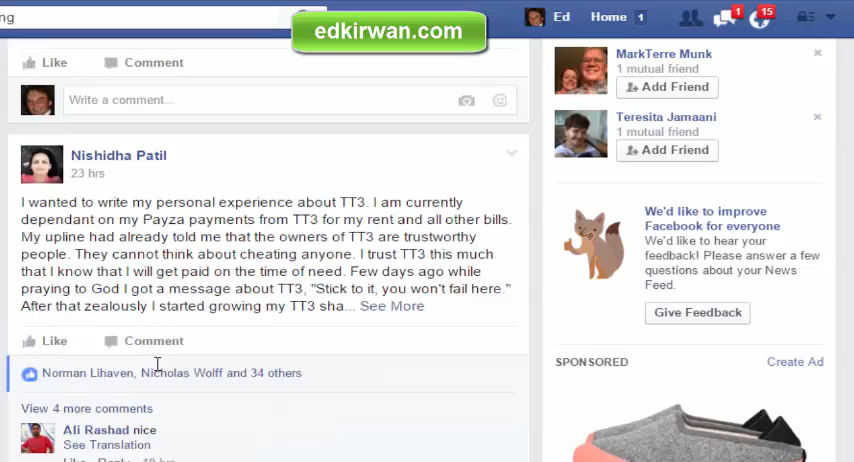 ng
edkirwan.com
Ed Home 1
1
15
Like Comment
Write a comment...
Nishidha Patil
23 hrs
I wanted to write my personal experience about TT3. I am currently
dependant on my Payza payments from TT3 for my rent and all other bills.
My upline had already told me that the owners of TT3 are trustworthy
people. They cannot think about cheating anyone. I trust TT3 this much
that I know that I will get paid on the time of need. Few days ago while
praying to God I got a message about TT3, "Stick to it, you won't fail here."
After that zealously I started growing my TT3 sha... See More
Like Comment
Norman Lihaven, Nicholas Wolff and 34 others
View 4 more comments
Ali Rashad nice
See Translation
Like · Reply · 18 hrs
MarkTerre Munk
1 mutual friend
Add Friend
Teresita Jamaani
1 mutual friend
Add Friend
We'd like to improve
Facebook for everyone
We'd like to hear your
feedback! Please answer a few
questions about your News
Feed.
Give Feedback
SPONSORED Create Ad